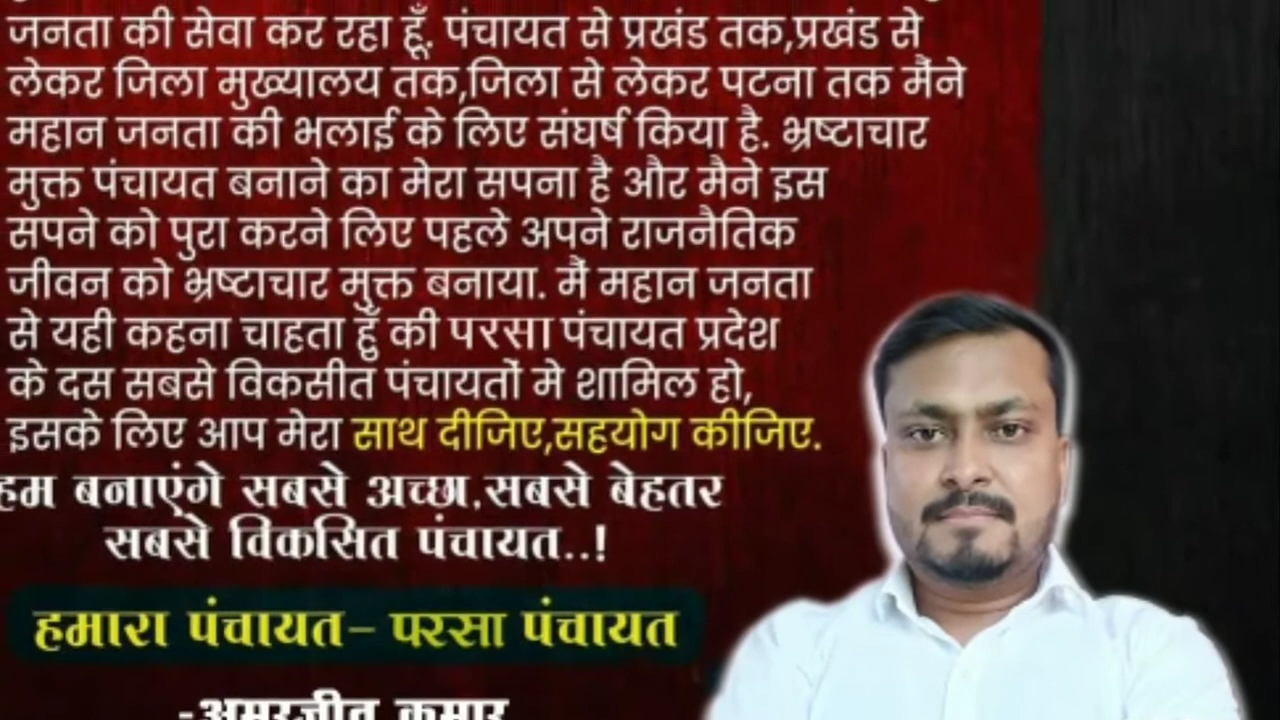 जनता की सेवा कर रहा हूँ. पंचायत से प्रखंड तक,प्रखंड से
लेकर जिला मुख्यालय तक,जिला से लेकर पटना तक मैंने
महान जनता की भलाई के लिए संघर्ष किया है. भ्रष्टाचार
मुक्त पंचायत बनाने का मेरा सपना है और मैने इस
सपने को पुरा करने लिए पहले अपने राजनैतिक
जीवन को भ्रष्टाचार मुक्त बनाया. मैं महान जनता
से यही कहना चाहता हुँ की परसा पंचायत प्रदेश
के दस सबसे विकसीत पंचायतों मे शामिल हो,
इसके लिए आप मेरा साथ दीजिए,सहयोग कीजिए.
हम बनाएंगे सबसे अच्छा,सबसे बेहतर
सबसे विकसित पंचायत..!
हमारा पंचायत- परसा पंचायत
-अमरजीत कुमार